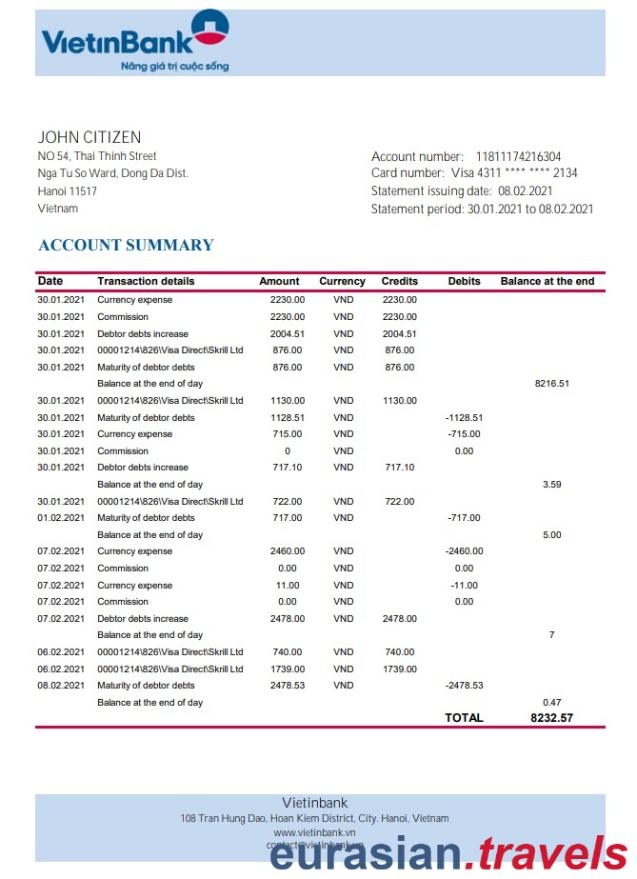 VietinBank
Nâng giá trị cuộc sống
JOHN CITIZEN
NO 54, Thai Thinh Street
Nga Tu So Ward, Dong Da Dist.
Hanoi 11517
Vietnam
Account number: 11811174216304
Card number: Visa 4311 **** **** 2134
Statement issuing date: 08.02.2021
Statement period: 30.01.2021 to 08.02.2021
ACCOUNT SUMMARY
Date Transaction details Amount Currency Credits Debits Balance at the end
30.01.2021 Currency expense 2230.00 VND 2230.00
30.01.2021 Commission 2230.00 VND 2230.00
30.01.2021 Debtor debts increase 2004.51 VND 2004.51
30.01.2021 00001214\826\Visa Direct\Skrill Ltd 876.00 VND 876.00
30.01.2021 Maturity of debtor debts 876.00 VND 876.00
Balance at the end of day 8216.51
30.01.2021 00001214\826\Visa Direct\Skrill Ltd 1130.00 VND 1130.00
30.01.2021 Maturity of debtor debts 1128.51 VND -1128.51
30.01.2021 Currency expense 715.00 VND -715.00
30.01.2021 Commission 0 VND 0.00
30.01.2021 Debtor debts increase 717.10 VND 717.10
Balance at the end of day 3.59
30.01.2021 00001214\826\Visa Direct\Skrill Ltd 722.00 VND 722.00
01.02.2021 Maturity of debtor debts 717.00 VND -717.00
Balance at the end of day 5.00
07.02.2021 Currency expense 2460.00 VND -2460.00
07.02.2021 Commission 0.00 VND 0.00
07.02.2021 Currency expense 11.00 VND -11.00
07.02.2021 Commission 0.00 VND 0.00
07.02.2021 Debtor debts increase 2478.00 VND 2478.00
Balance at the end of day 7
06.02.2021 00001214\826\Visa Direct\Skrill Ltd 740.00 VND 740.00
06.02.2021 00001214\826\Visa Direct\Skrill Ltd 1739.00 VND 1739.00
08.02.2021 Maturity of debtor debts 2478.53 VND -2478.53
Balance at the end of day 0.47
TOTAL 8232.57
Vietinbank
108 Tran Hung Dao, Hoan Kiem District, City. Hanoi, Vietnam
www.vietinbank.vn
contact@vietinbank.vn
eurasian.travels